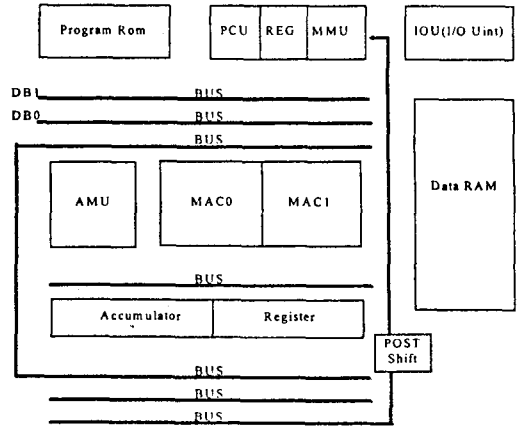 Program Rom
PCU REG MMU
IOU(I/O Uint)
DB1 BUS
DB0 BUS
BUS
AMU
MAC0 MAC1
Data RAM
BUS
Accumulator Register
POST
Shift
BUS
BUS
BUS